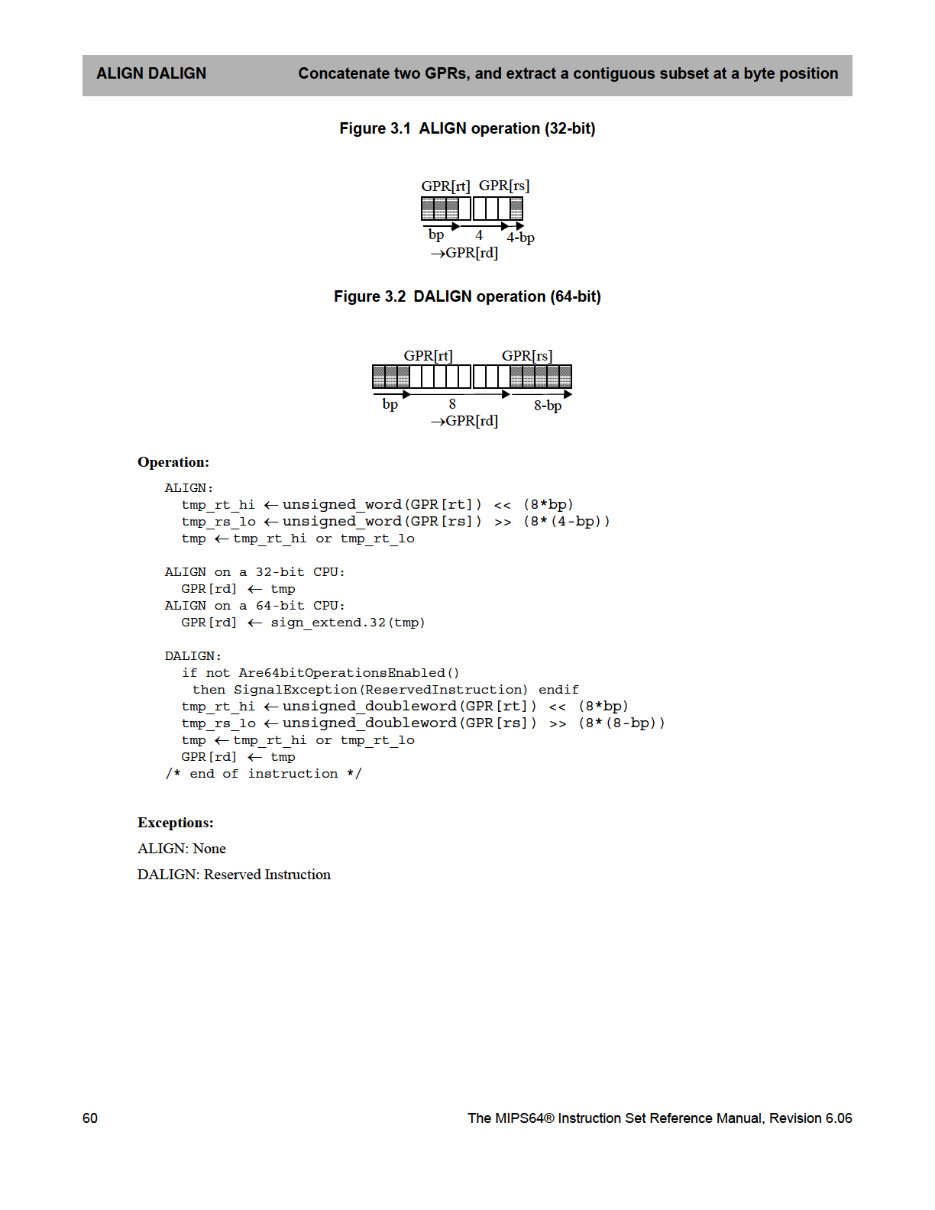 ALIGN DALIGN Concatenate two GPRs, and extract a contiguous subset at a byte position
Figure 3.1 ALIGN operation (32-bit)
GPR[rt] GPR[rs]
bp 4 4-bp
→GPR[rd]
Figure 3.2 DALIGN operation (64-bit)
GPR[rt] GPR[rs]
bp 8 8-bp
→GPR[rd]
Operation:
ALIGN:
tmp_rt_hi ← unsigned_word(GPR[rt]) << (8*bp)
tmp_rs_lo ← unsigned_word(GPR[rs]) >> (8*(4-bp))
tmp ← tmp_rt_hi or tmp_rt_lo
ALIGN on a 32-bit CPU:
GPR[rd] ← tmp
ALIGN on a 64-bit CPU:
GPR[rd] ← sign_extend.32(tmp)
DALIGN:
if not Are64bitOperationsEnabled()
then SignalException(ReservedInstruction) endif
tmp_rt_hi ← unsigned_doubleword(GPR[rt]) << (8*bp)
tmp_rs_lo ← unsigned_doubleword(GPR[rs]) >> (8*(8-bp))
tmp ← tmp_rt_hi or tmp_rt_lo
GPR[rd] ← tmp
/* end of instruction */
Exceptions:
ALIGN: None
DALIGN: Reserved Instruction
60 The MIPS64® Instruction Set Reference Manual, Revision 6.06